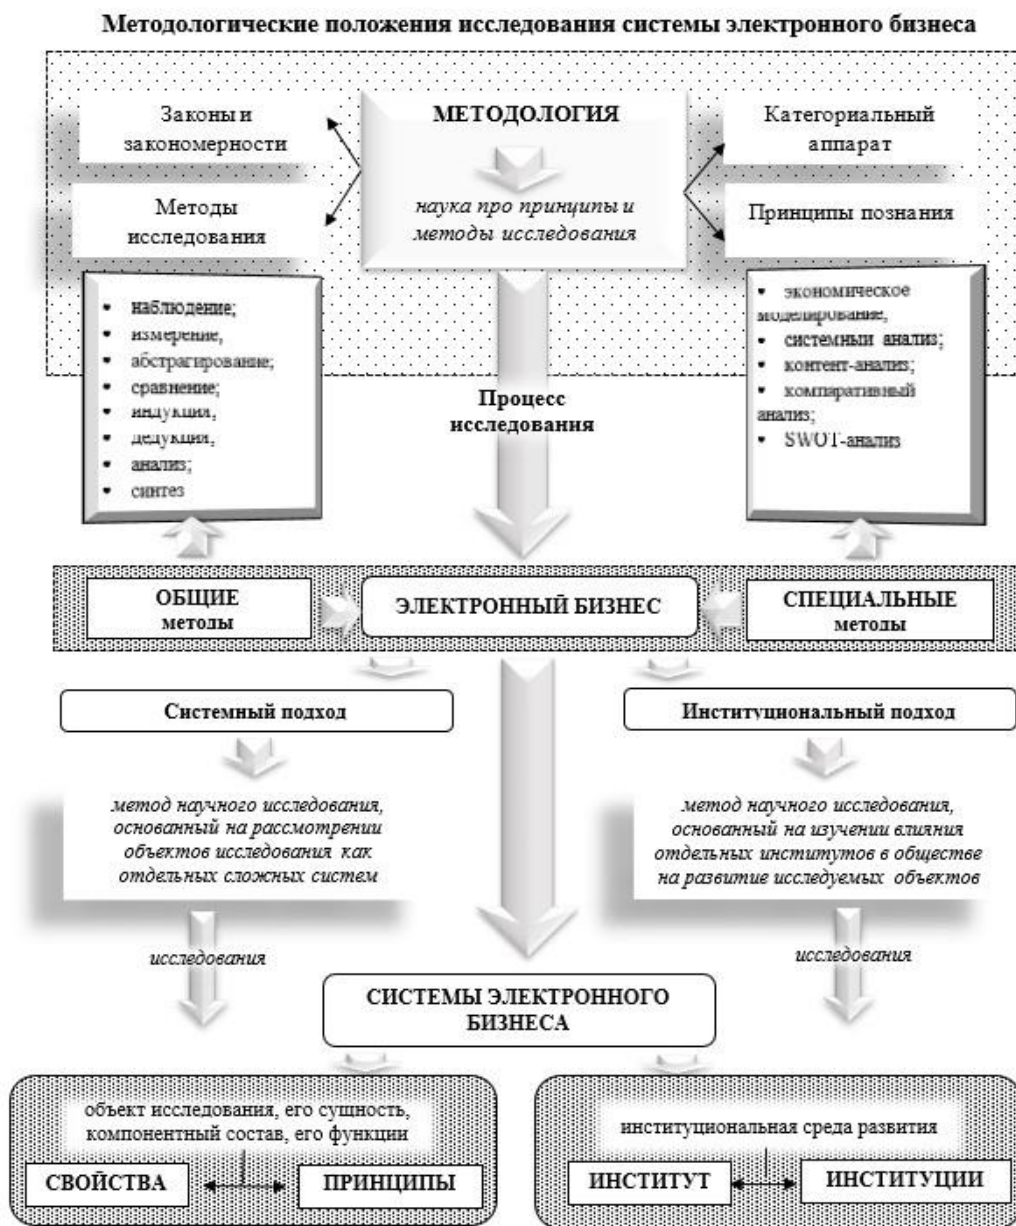 Методологические положения исследования системы электронного бизнеса
Законы и
закономерности
МЕТОДОЛОГИЯ
Категориальный
аппарат
Методы
исследования
наука про принципы и
методы исследования
Принципы познания
• наблюдение;
• измерение,
• абстрагирование;
• сравнение;
• индукция,
• дедукция,
• анализ;
• синтез
• экономическое
моделирование,
• системный анализ;
• контент-анализ;
• компаративный
анализ;
• SWOT-анализ
Процесс
исследования
ОБЩИЕ
методы
ЭЛЕКТРОННЫЙ БИЗНЕС
СПЕЦИАЛЬНЫЕ
методы
Системный подход
Институциональный подход
метод научного исследования,
основанный на рассмотрении
объектов исследования как
отдельных сложных систем
метод научного исследования,
основанный на изучении влияния
отдельных институтов в обществе
на развитие исследуемых объектов
исследования
исследования
СИСТЕМЫ ЭЛЕКТРОННОГО
БИЗНЕСА
объект исследования, его сущность,
компонентный состав, его функции
СВОЙСТВА
ПРИНЦИПЫ
институциональная среда развития
ИНСТИТУТ
ИНСТИТУЦИИ